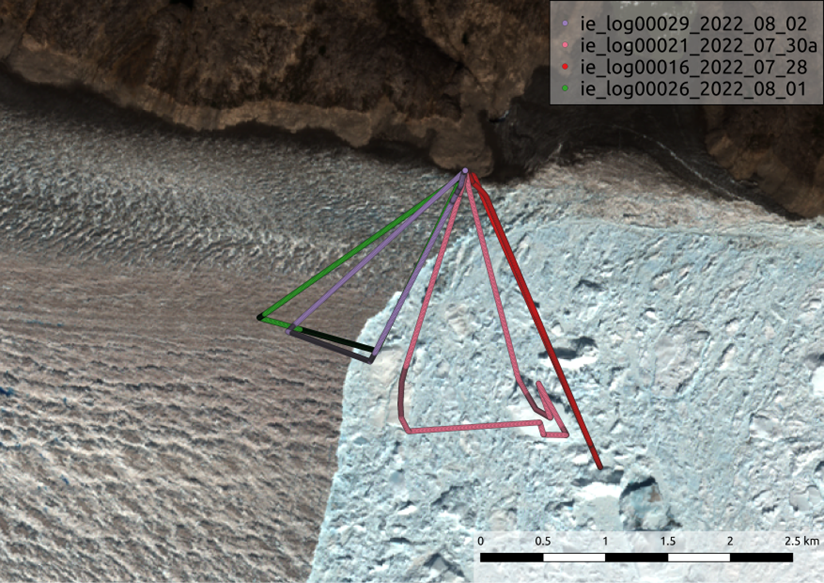 ie_log00029_2022_08_02
ie_log00021_2022_07_30a
ie_log00016_2022_07_28
ie_log00026_2022_08_01
0 0.5 1 1.5 2 2.5 km